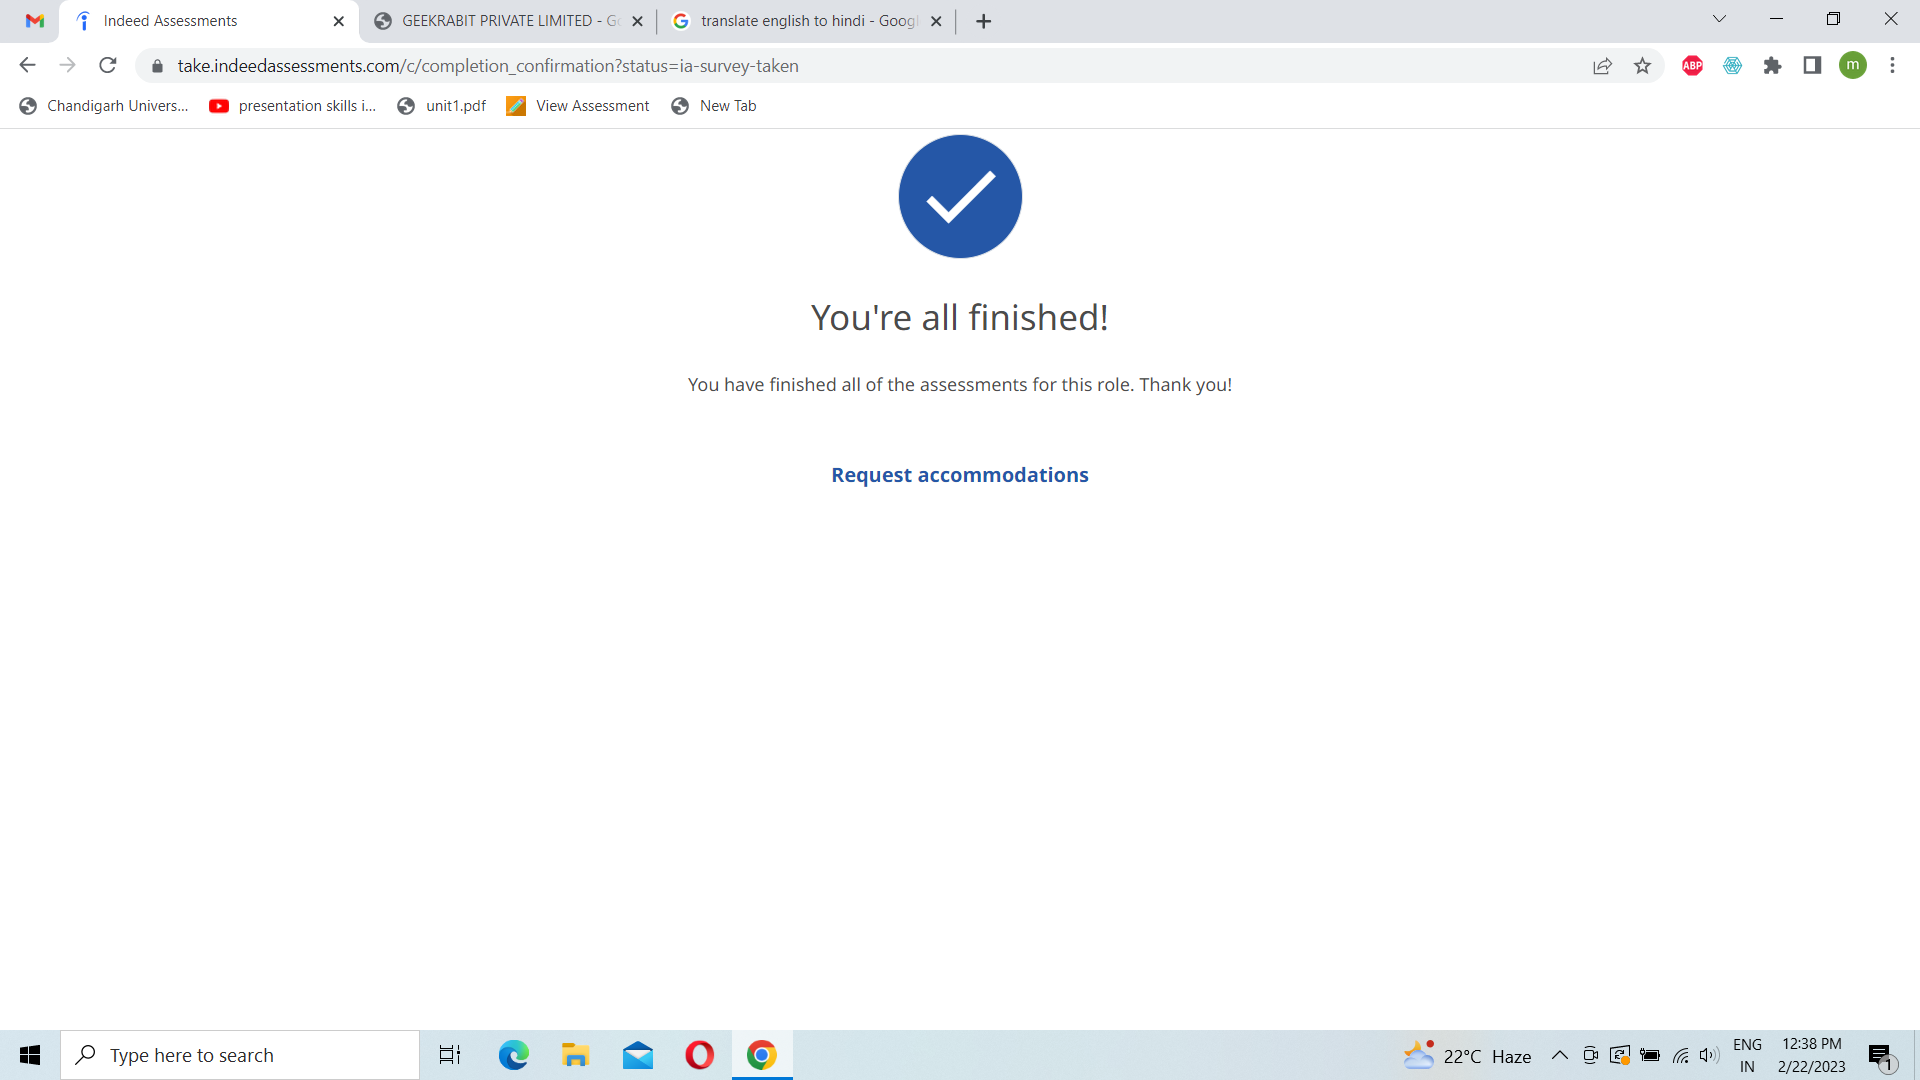 Indeed Assessments
GEEKRABIT PRIVATE LIMITED - G
translate english to hindi - Goog
take.indeedassessments.com/c/completion_confirmation?status=ia-survey-taken
ABP
m
Chandigarh Univers...
presentation skills i...
unit1.pdf
View Assessment
New Tab
You're all finished!
You have finished all of the assessments for this role. Thank you!
Request accommodations
Type here to search
22°C Haze
ENG
IN
12:38 PM
2/22/2023
1